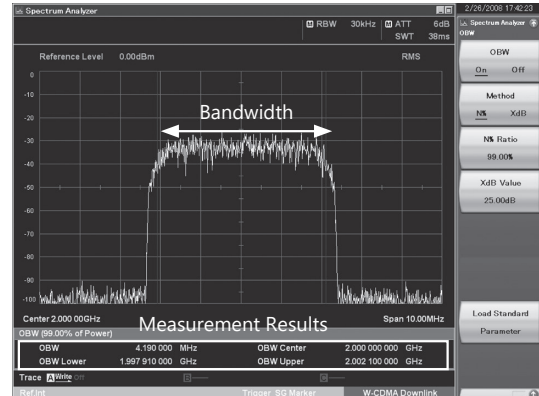 Spectrum Analyzer
2/26/2008 17:42:23
M RBW 30kHz M ATT 6dB
SWT 38ms
Spectrum Analyzer
OBW
Reference Level 0.00dBm RMS
OBW
On Off
0
-10
Method
N% XdB
-20
Bandwidth
-30
N% Ratio
99.00%
-40
XdB Value
25.00dB
-50
-60
-70
-80
-90
-100
Center 2.000 00GHz Span 10.00MHz
Load Standard
Parameter
Measurement Results
OBW (99.00% of Power)
OBW 4.190 000 MHz OBW Center 2.000 000 000 GHz
OBW Lower 1.997 910 000 GHz OBW Upper 2.002 100 000 GHz
Trace A Write Off
Ref.Int Trigger SG Marker W-CDMA Downlink